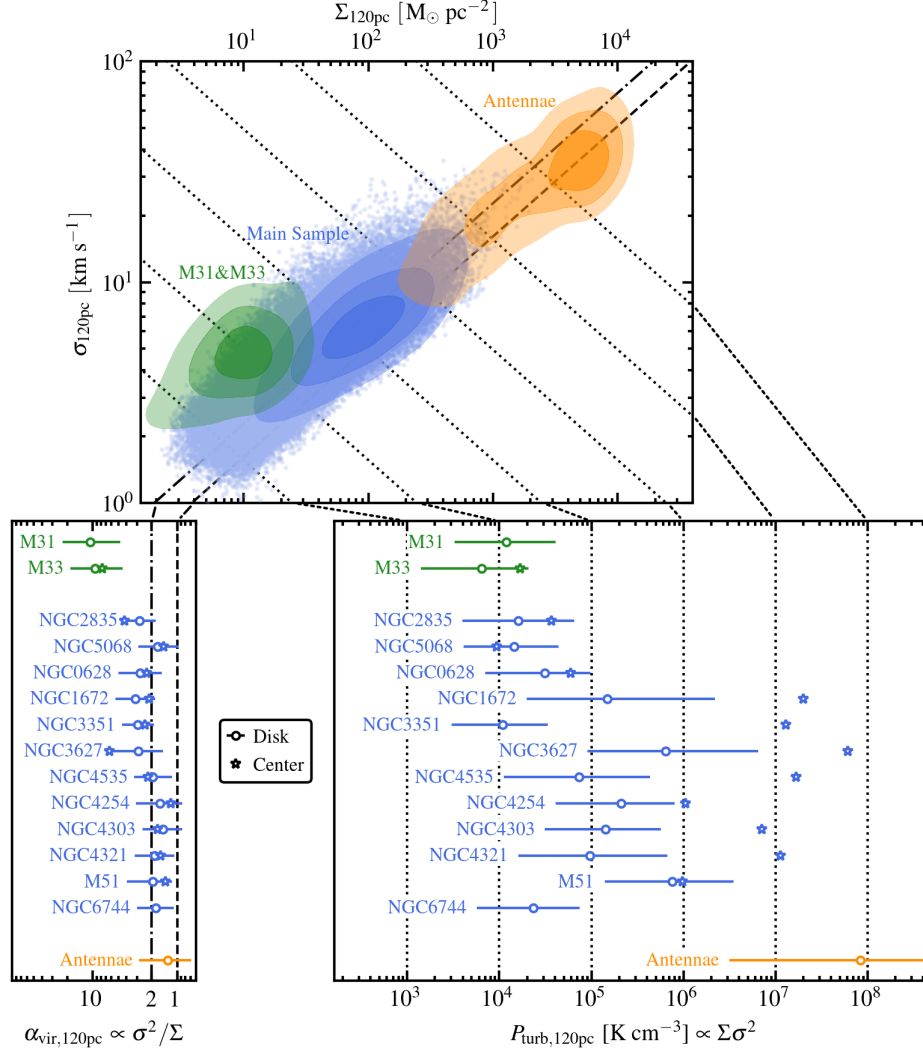 Σ120pc [M⊙ pc−2]
10^1 10^2 10^3 10^4
10^2
Antennae
Main Sample
σ120pc [km s−1]
M31&M33
10^1
10^0
M31 M31
M33 M33
NGC2835 NGC2835
NGC5068 NGC5068
NGC0628 NGC0628
NGC1672 NGC1672
NGC3351 NGC3351
Disk
NGC3627 NGC3627
Center
NGC4535 NGC4535
NGC4254 NGC4254
NGC4303 NGC4303
NGC4321 NGC4321
M51 M51
NGC6744 NGC6744
Antennae Antennae
10 2 1 10^3 10^4 10^5 10^6 10^7 10^8
αvir,120pc ∝ σ^2/Σ Pturb,120pc [K cm−3] ∝ Σσ^2